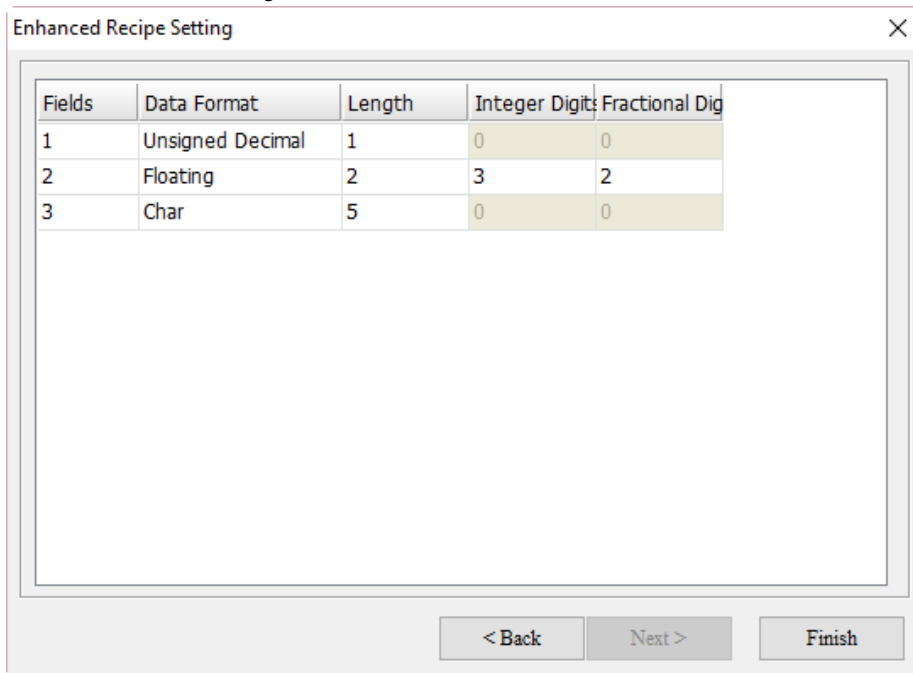 Enhanced Recipe Setting
Fields Data Format Length Integer Digits Fractional Dig
1 Unsigned Decimal 1 0 0
2 Floating 2 3 2
3 Char 5 0 0
< Back Next > Finish